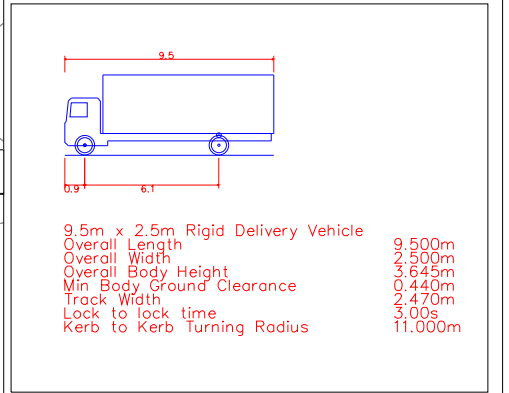 9.5
0.9 6.1
9.5m x 2.5m Rigid Delivery Vehicle
Overall Length 9.500m
Overall Width 2.500m
Overall Body Height 3.645m
Min Body Ground Clearance 0.440m
Track Width 2.470m
Lock to lock time 3.00s
Kerb to Kerb Turning Radius 11.000m